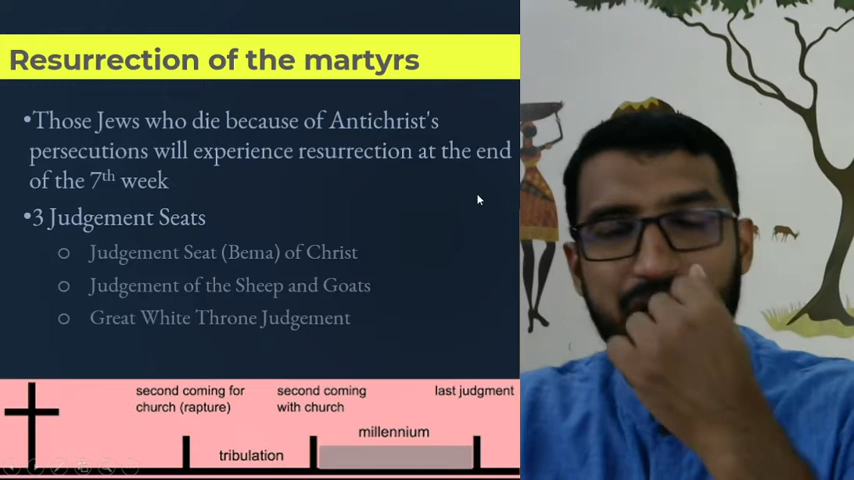 Resurrection of the martyrs
•Those Jews who die because of Antichrist's
persecutions will experience resurrection at the end
of the 7th week
•3 Judgement Seats
○ Judgement Seat (Bema) of Christ
○ Judgement of the Sheep and Goats
○ Great White Throne Judgement
second coming for
church (rapture)
second coming
with church
last judgment
millennium
tribulation